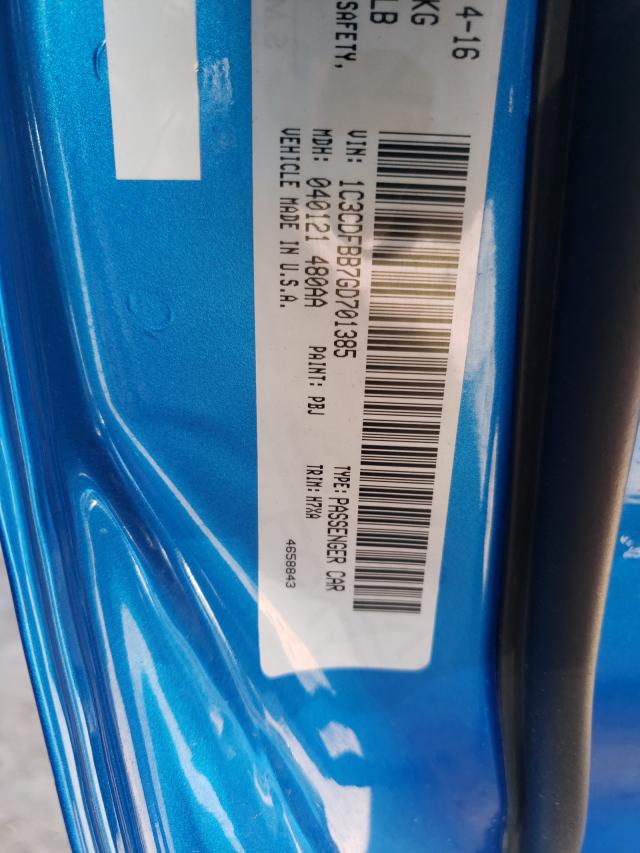 4-16
KG
LB
SAFETY,
VIN: 1C3CDFBB7GD701385 TYPE: PASSENGER CAR
MDH: 040121 480AA PAINT: PBJ TRIM: H7XA
VEHICLE MADE IN U.S.A. 4658843